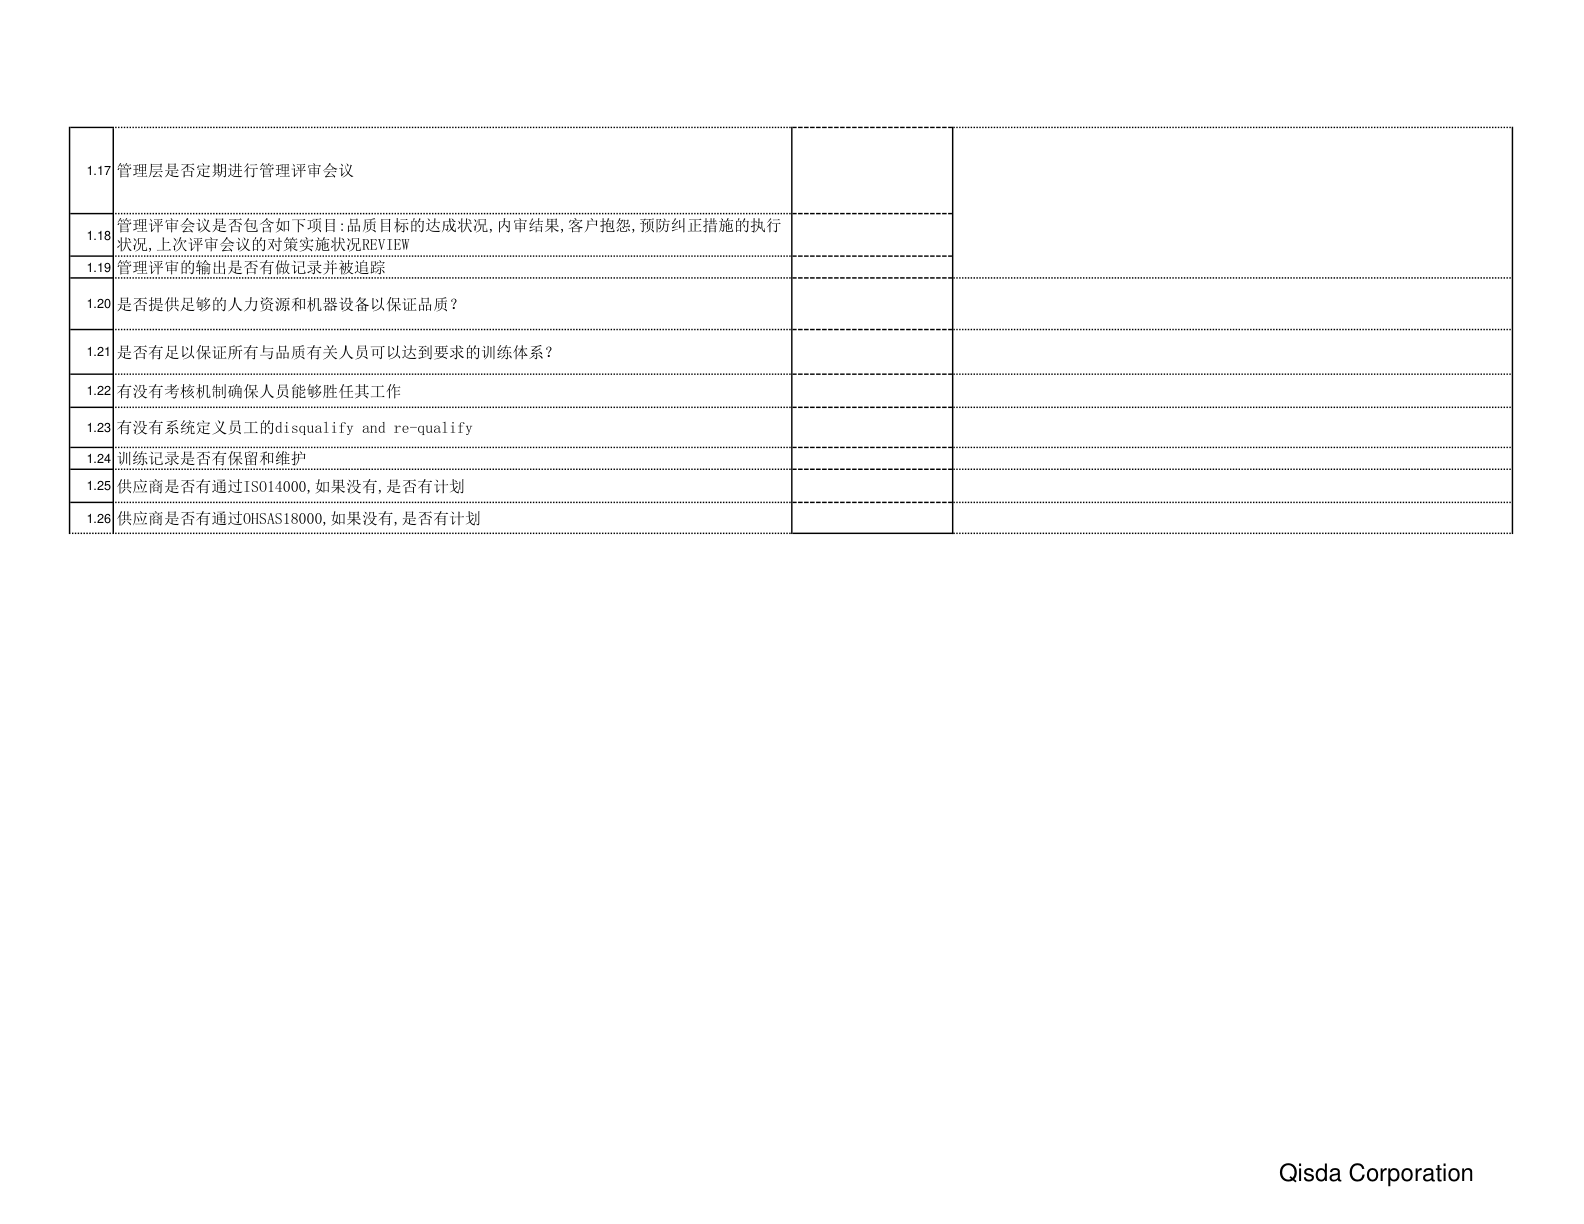 1.17 管理层是否定期进行管理评审会议
1.18 管理评审会议是否包含如下项目:品质目标的达成状况,内审结果,客户抱怨,预防纠正措施的执行
状况,上次评审会议的对策实施状况REVIEW
1.19 管理评审的输出是否有做记录并被追踪
1.20 是否提供足够的人力资源和机器设备以保证品质?
1.21 是否有足以保证所有与品质有关人员可以达到要求的训练体系?
1.22 有没有考核机制确保人员能够胜任其工作
1.23 有没有系统定义员工的disqualify and re-qualify
1.24 训练记录是否有保留和维护
1.25 供应商是否有通过ISO14000,如果没有,是否有计划
1.26 供应商是否有通过OHSAS18000,如果没有,是否有计划
Qisda Corporation